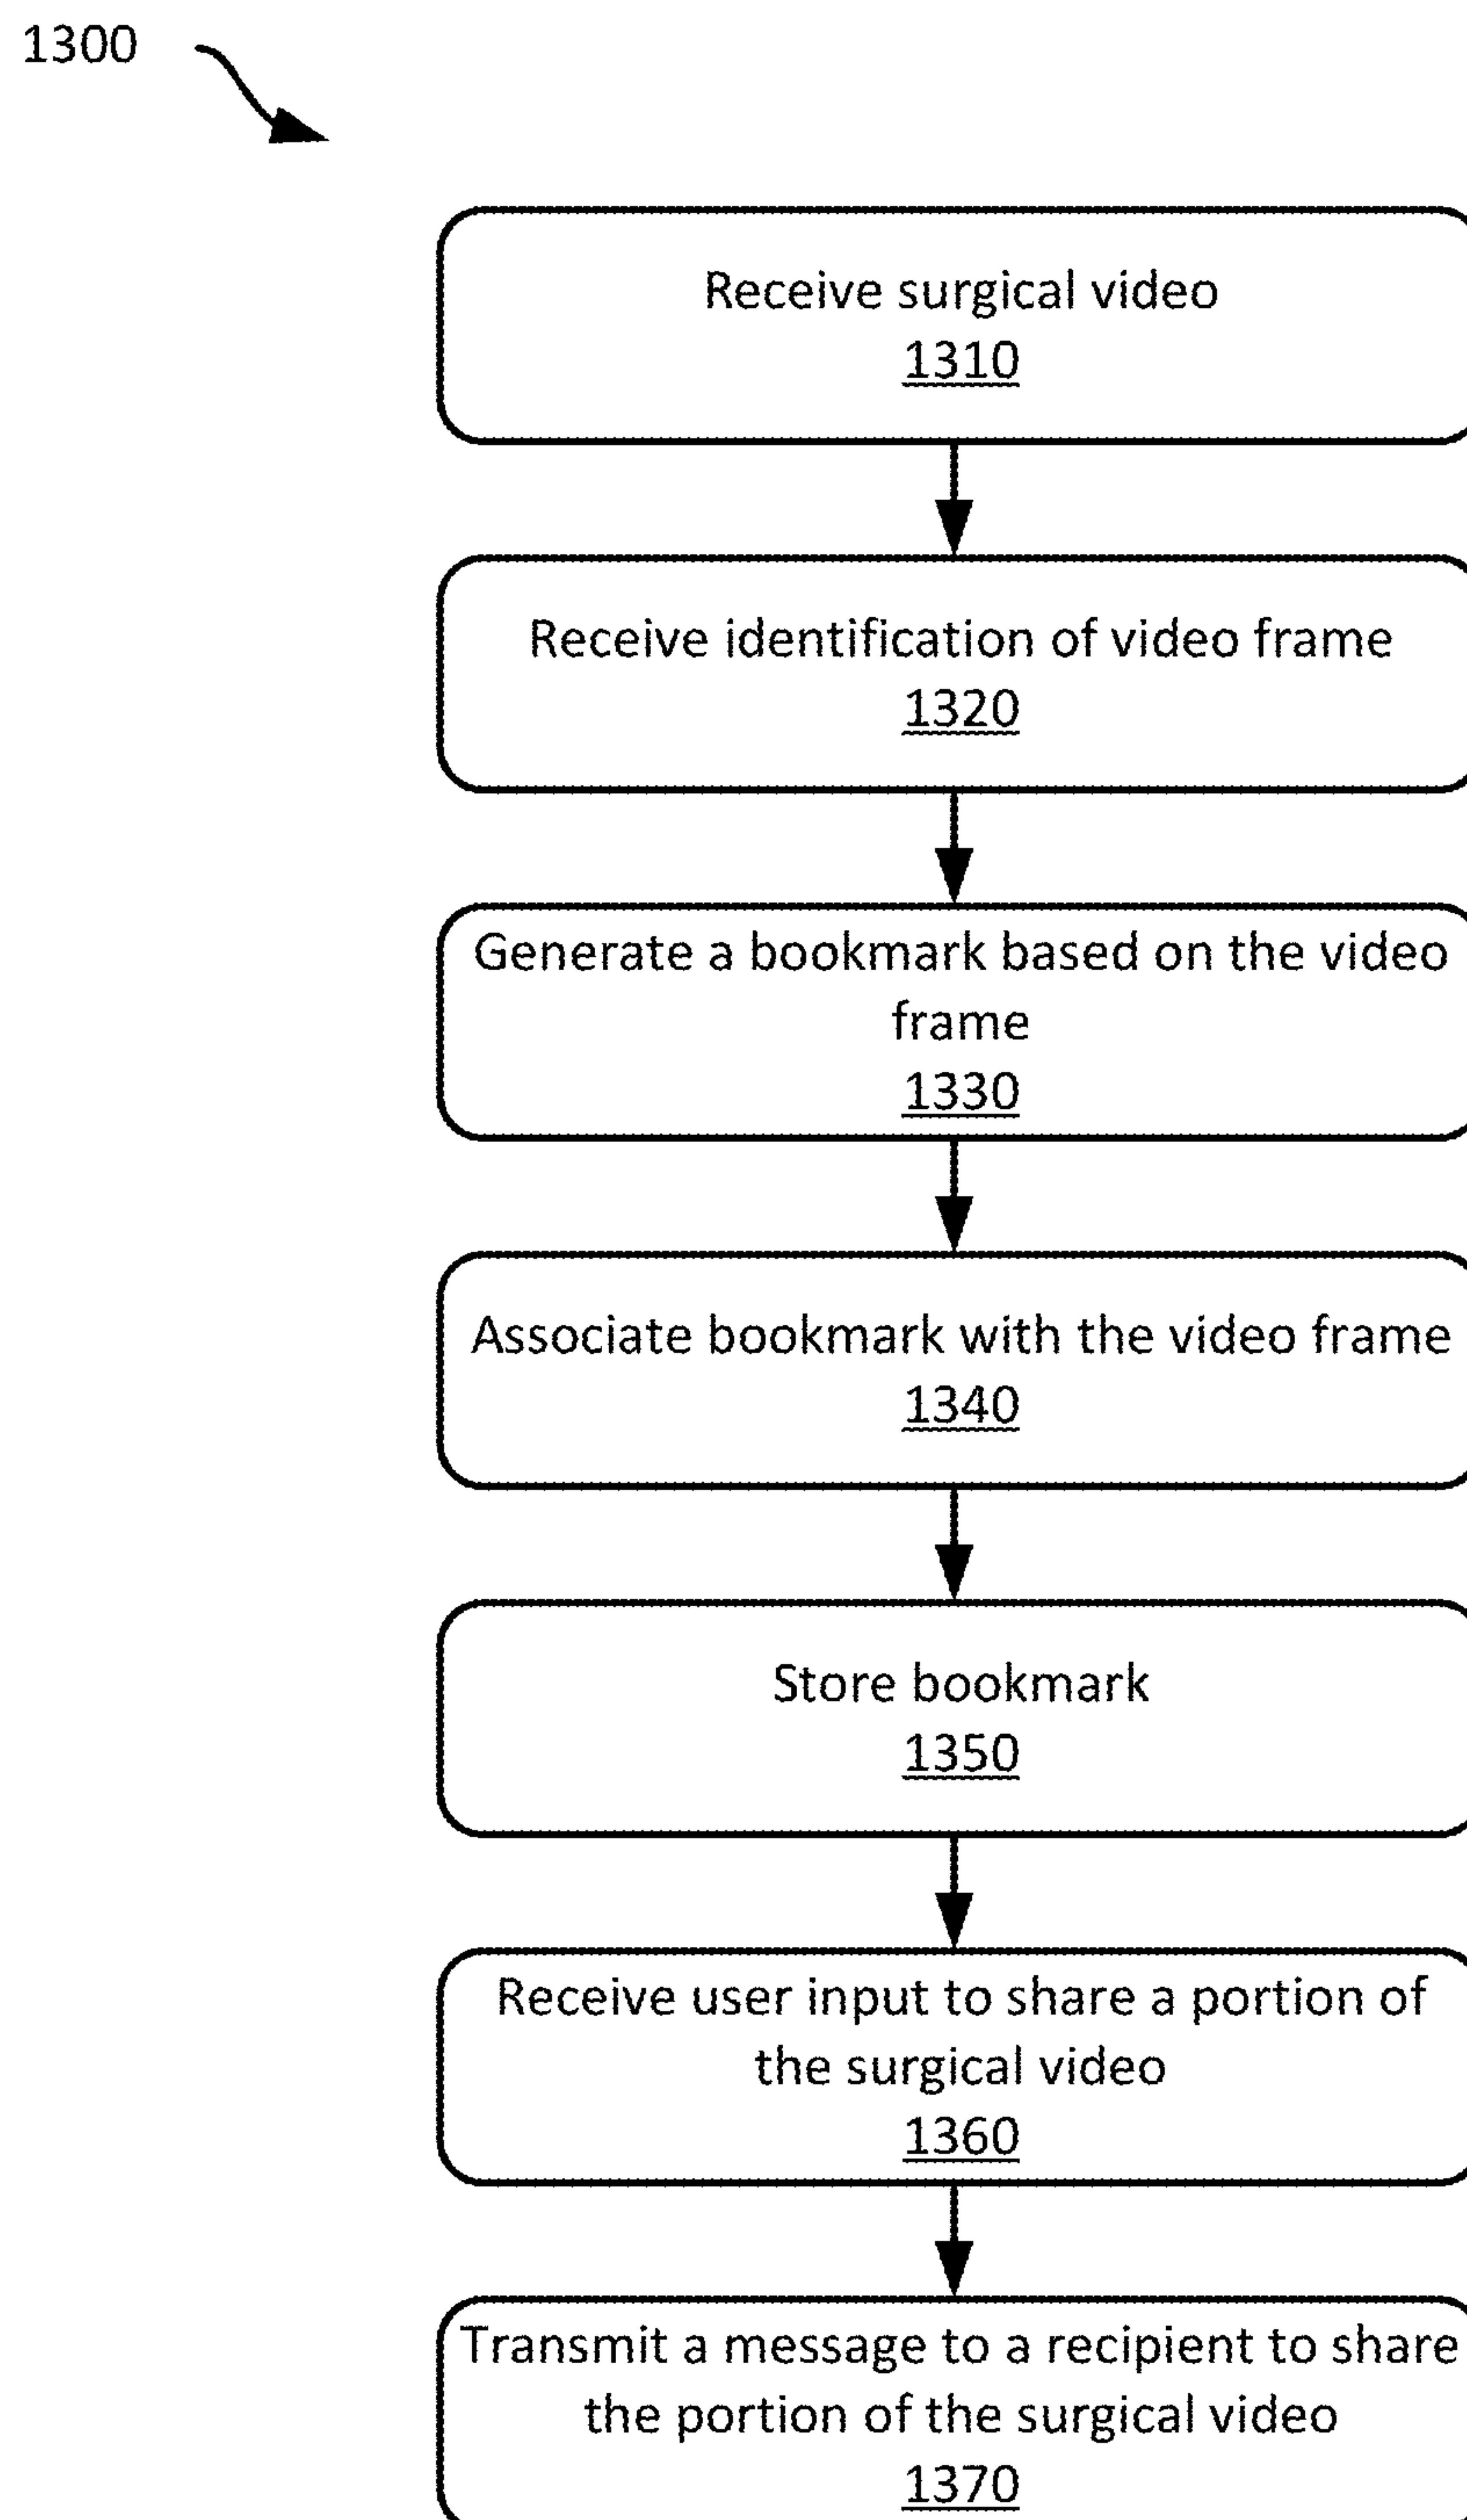 1300
Receive surgical video
1310
Receive identification of video frame
1320
Generate a bookmark based on the video
frame
1330
Associate bookmark with the video frame
1340
Store bookmark
1350
Receive user input to share a portion of
the surgical video
1360
Transmit a message to a recipient to share
the portion of the surgical video
1370